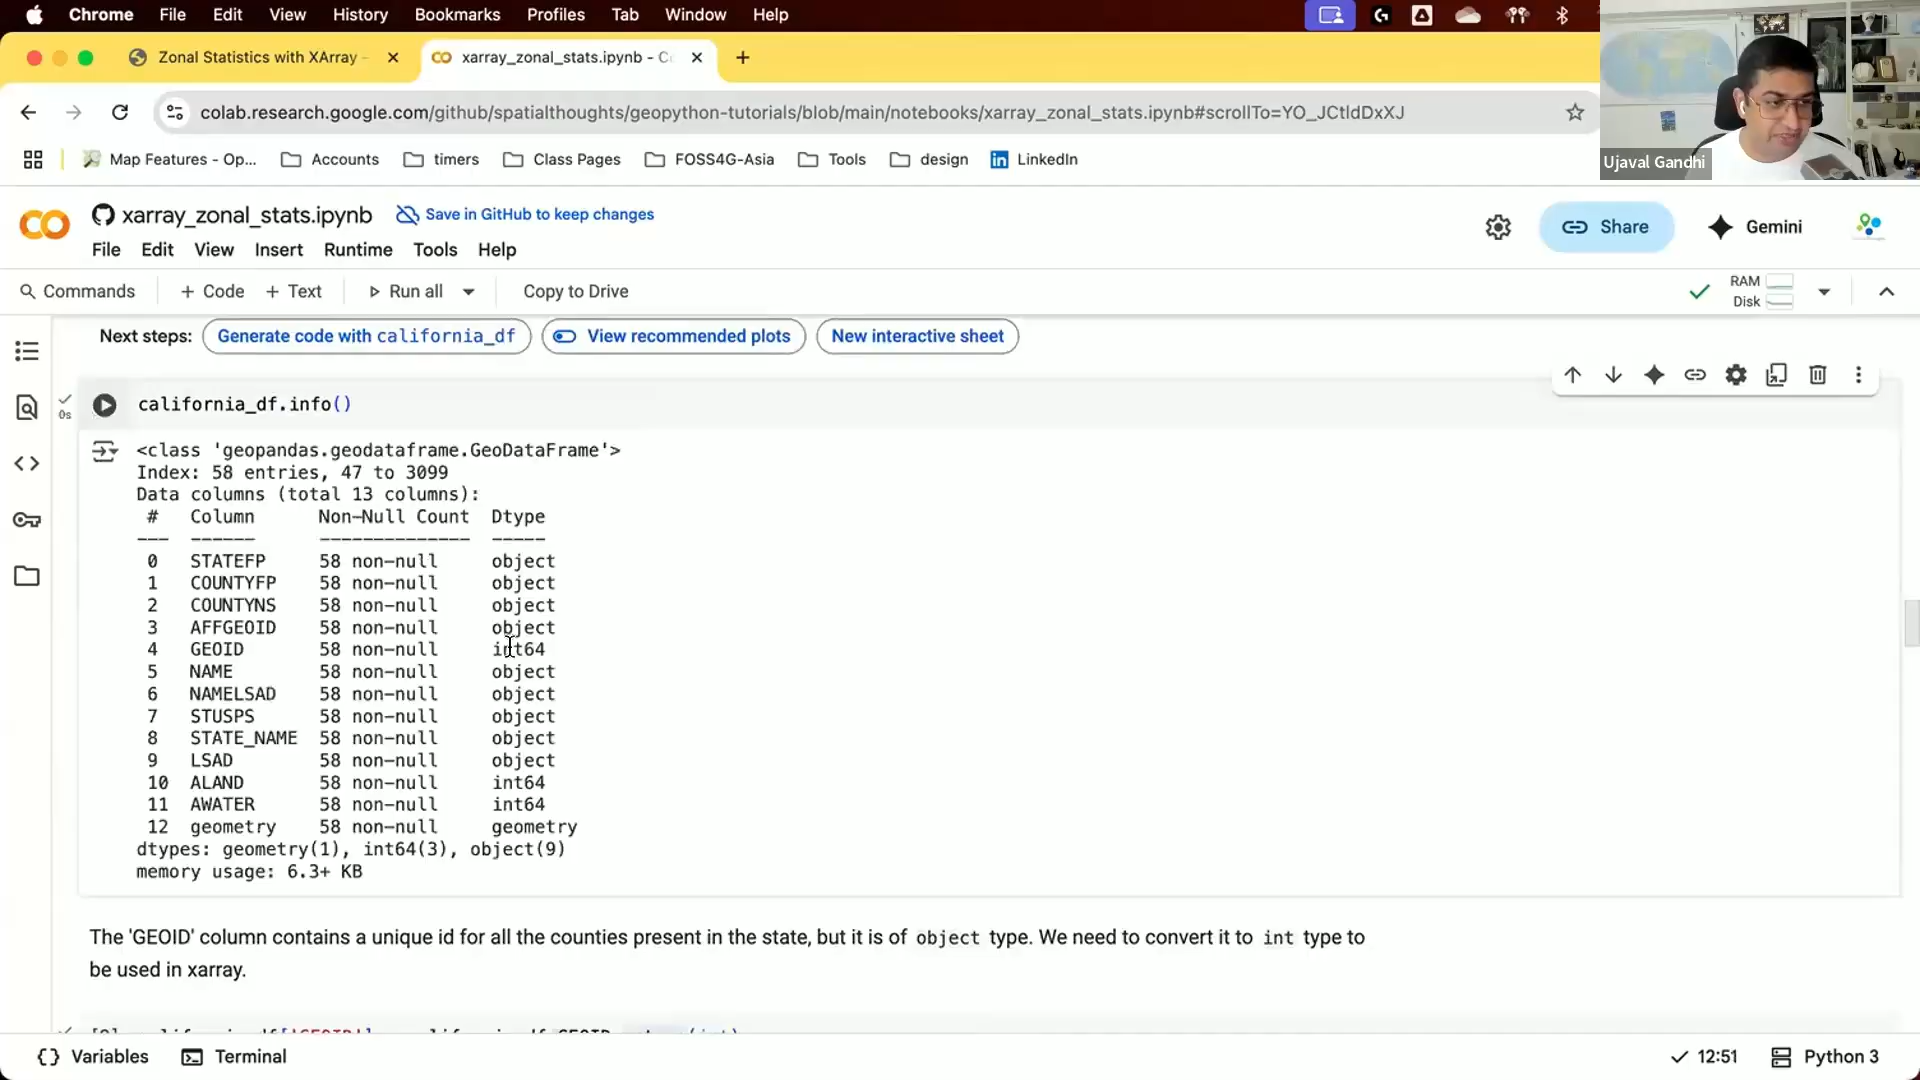 Chrome File Edit View History Bookmarks Profiles Tab Window Help
Zonal Statistics with XArray -
xarray_zonal_stats.ipynb - C
colab.research.google.com/github/spatialthoughts/geopython-tutorials/blob/main/notebooks/xarray_zonal_stats.ipynb#scrollTo=YO_JCtldDxXJ
Ujaval Gandhi
Map Features - Op... Accounts timers Class Pages FOSS4G-Asia Tools design LinkedIn
xarray_zonal_stats.ipynb Save in GitHub to keep changes
Share Gemini
File Edit View Insert Runtime Tools Help
Commands + Code + Text Run all Copy to Drive
RAM
Disk
Next steps: Generate code with california_df View recommended plots New interactive sheet
0s
california_df.info()
<class 'geopandas.geodataframe.GeoDataFrame'>
Index: 58 entries, 47 to 3099
Data columns (total 13 columns):
# Column Non-Null Count Dtype
--- ------ -------------- -----
0 STATEFP 58 non-null object
1 COUNTYFP 58 non-null object
2 COUNTYNS 58 non-null object
3 AFFGEOID 58 non-null object
4 GEOID 58 non-null int64
5 NAME 58 non-null object
6 NAMELSAD 58 non-null object
7 STUSPS 58 non-null object
8 STATE_NAME 58 non-null object
9 LSAD 58 non-null object
10 ALAND 58 non-null int64
11 AWATER 58 non-null int64
12 geometry 58 non-null geometry
dtypes: geometry(1), int64(3), object(9)
memory usage: 6.3+ KB
The 'GEOID' column contains a unique id for all the counties present in the state, but it is of object type. We need to convert it to int type to
be used in xarray.
Variables Terminal
12:51 Python 3